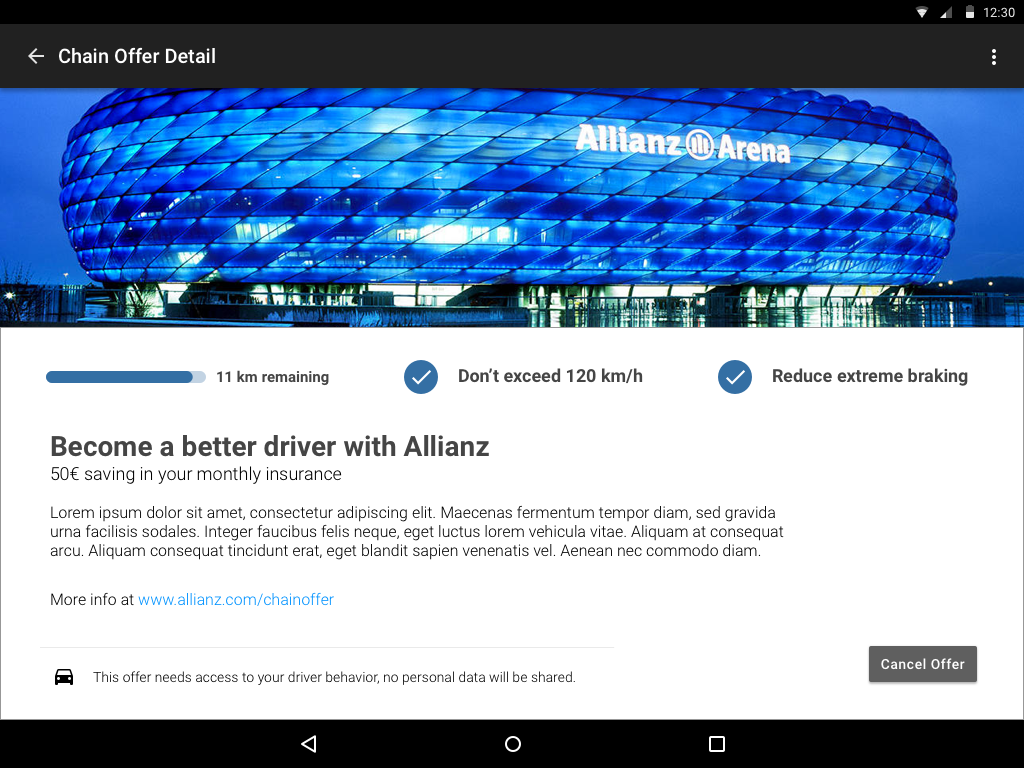 12:30
Chain Offer Detail
Allianz Arena
11 km remaining
Don’t exceed 120 km/h
Reduce extreme braking
Become a better driver with Allianz
50€ saving in your monthly insurance
Lorem ipsum dolor sit amet, consectetur adipiscing elit. Maecenas fermentum tempor diam, sed gravida
urna facilisis sodales. Integer faucibus felis neque, eget luctus lorem vehicula vitae. Aliquam at consequat
arcu. Aliquam consequat tincidunt erat, eget blandit sapien venenatis vel. Aenean nec commodo diam.
More info at www.allianz.com/chainoffer
This offer needs access to your driver behavior, no personal data will be shared.
Cancel Offer